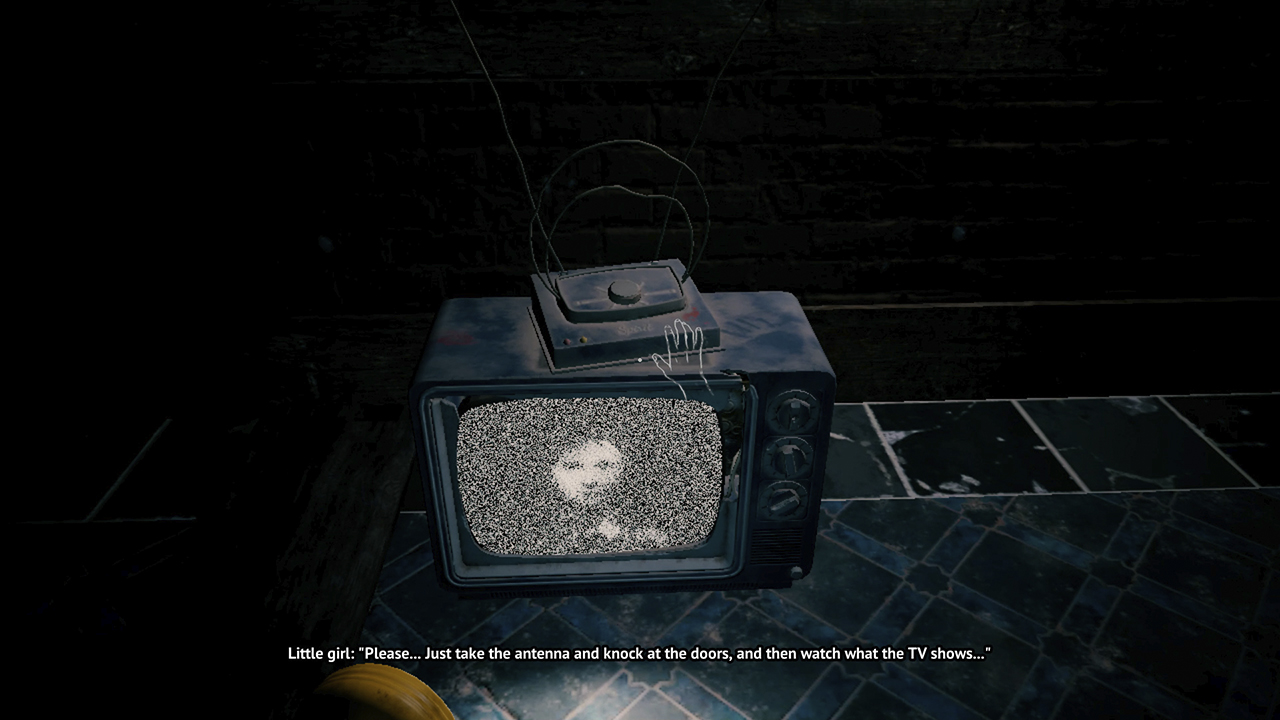 Little girl: "Please... Just take the antenna and knock at the doors, and then watch what the TV shows..."